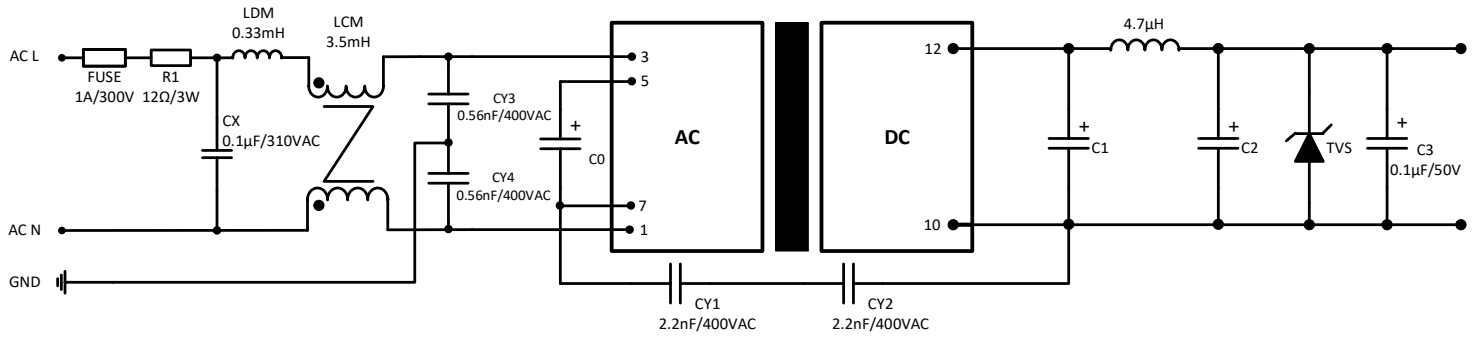 AC L
FUSE
1A/300V
R1
12Ω/3W
LDM
0.33mH
LCM
3.5mH
CX
0.1μF/310VAC
AC N
GND
CY3
0.56nF/400VAC
CY4
0.56nF/400VAC
+
C0
3
5
7
1
AC
DC
12
10
CY1
2.2nF/400VAC
CY2
2.2nF/400VAC
4.7μH
+
C1
+
C2
TVS
+
C3
0.1μF/50V